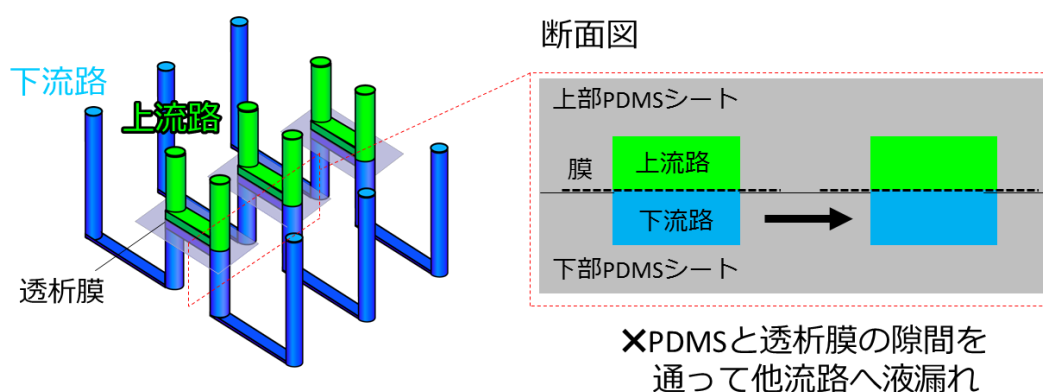 断面図
下流路
上流路
透析膜
上部PDMSシート
膜
上流路
下流路
下部PDMSシート
×PDMSと透析膜の隙間を
通って他流路へ液漏れ